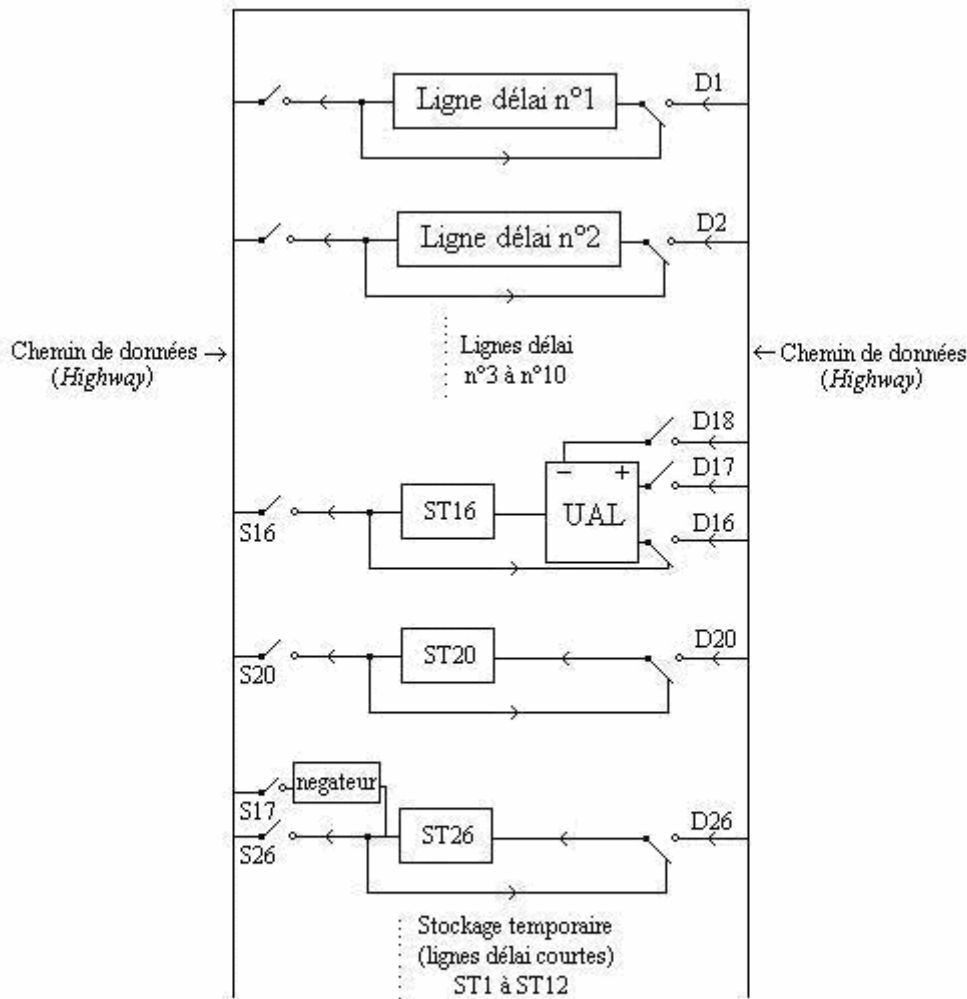 D1
Ligne délai n°1
D2
Ligne délai n°2
Chemin de données →
(Highway)
Lignes délai
n°3 à n°10
← Chemin de données
(Highway)
D18
D17
− +
UAL
ST16
S16
D16
ST20
S20
D20
negateur
S17
ST26
S26
D26
Stockage temporaire
(lignes délai courtes)
ST1 à ST12